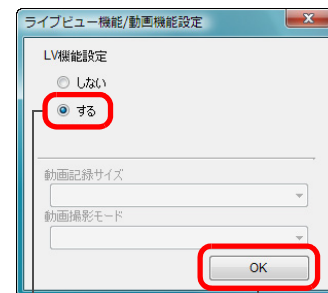 ライブビュー機能/動画機能設定
LV機能設定
しない
する
動画記録サイズ
動画撮影モード
OK